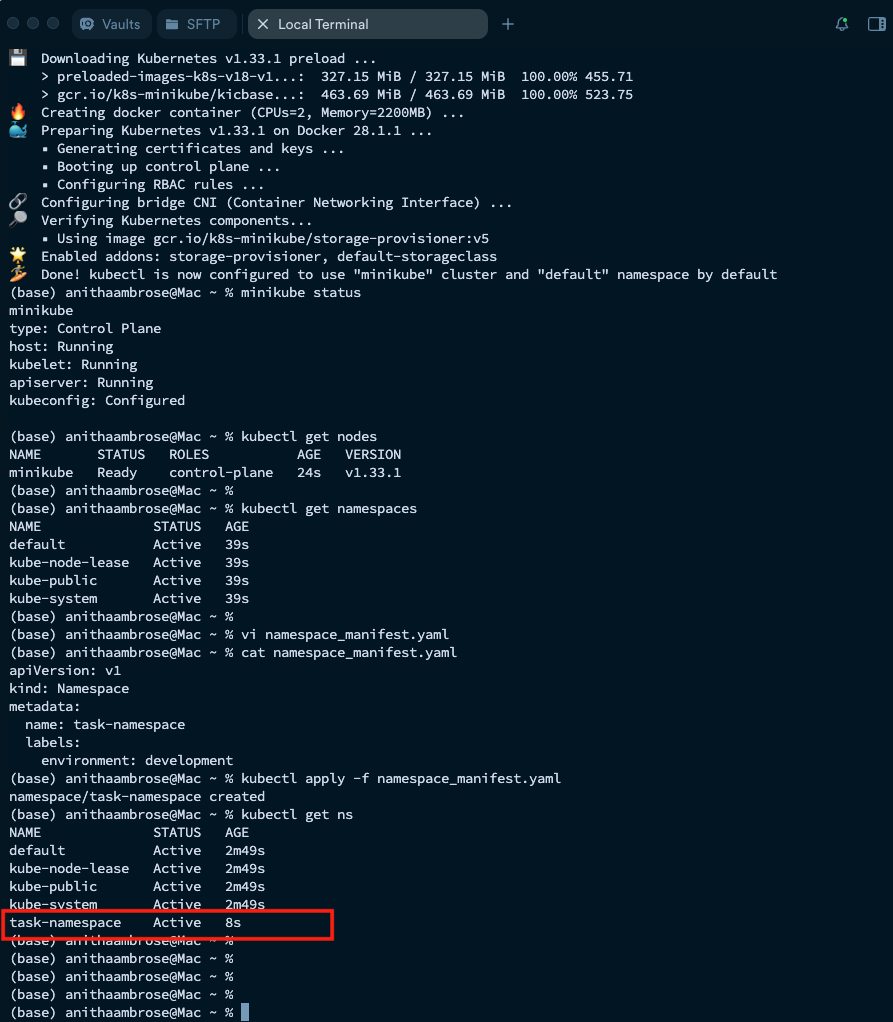 Vaults SFTP Local Terminal
Downloading Kubernetes v1.33.1 preload ...
> preloaded-images-k8s-v18-v1...: 327.15 MiB / 327.15 MiB 100.00% 455.71
> gcr.io/k8s-minikube/kicbase...: 463.69 MiB / 463.69 MiB 100.00% 523.75
Creating docker container (CPUs=2, Memory=2200MB) ...
Preparing Kubernetes v1.33.1 on Docker 28.1.1 ...
▪ Generating certificates and keys ...
▪ Booting up control plane ...
▪ Configuring RBAC rules ...
Configuring bridge CNI (Container Networking Interface) ...
Verifying Kubernetes components...
▪ Using image gcr.io/k8s-minikube/storage-provisioner:v5
Enabled addons: storage-provisioner, default-storageclass
Done! kubectl is now configured to use "minikube" cluster and "default" namespace by default
(base) anithaambrose@Mac ~ % minikube status
minikube
type: Control Plane
host: Running
kubelet: Running
apiserver: Running
kubeconfig: Configured
(base) anithaambrose@Mac ~ % kubectl get nodes
NAME STATUS ROLES AGE VERSION
minikube Ready control-plane 24s v1.33.1
(base) anithaambrose@Mac ~ %
(base) anithaambrose@Mac ~ % kubectl get namespaces
NAME STATUS AGE
default Active 39s
kube-node-lease Active 39s
kube-public Active 39s
kube-system Active 39s
(base) anithaambrose@Mac ~ %
(base) anithaambrose@Mac ~ % vi namespace_manifest.yaml
(base) anithaambrose@Mac ~ % cat namespace_manifest.yaml
apiVersion: v1
kind: Namespace
metadata:
name: task-namespace
labels:
environment: development
(base) anithaambrose@Mac ~ % kubectl apply -f namespace_manifest.yaml
namespace/task-namespace created
(base) anithaambrose@Mac ~ % kubectl get ns
NAME STATUS AGE
default Active 2m49s
kube-node-lease Active 2m49s
kube-public Active 2m49s
kube-system Active 2m49s
task-namespace Active 8s
(base) anithaambrose@Mac ~ %
(base) anithaambrose@Mac ~ %
(base) anithaambrose@Mac ~ %
(base) anithaambrose@Mac ~ %
(base) anithaambrose@Mac ~ %